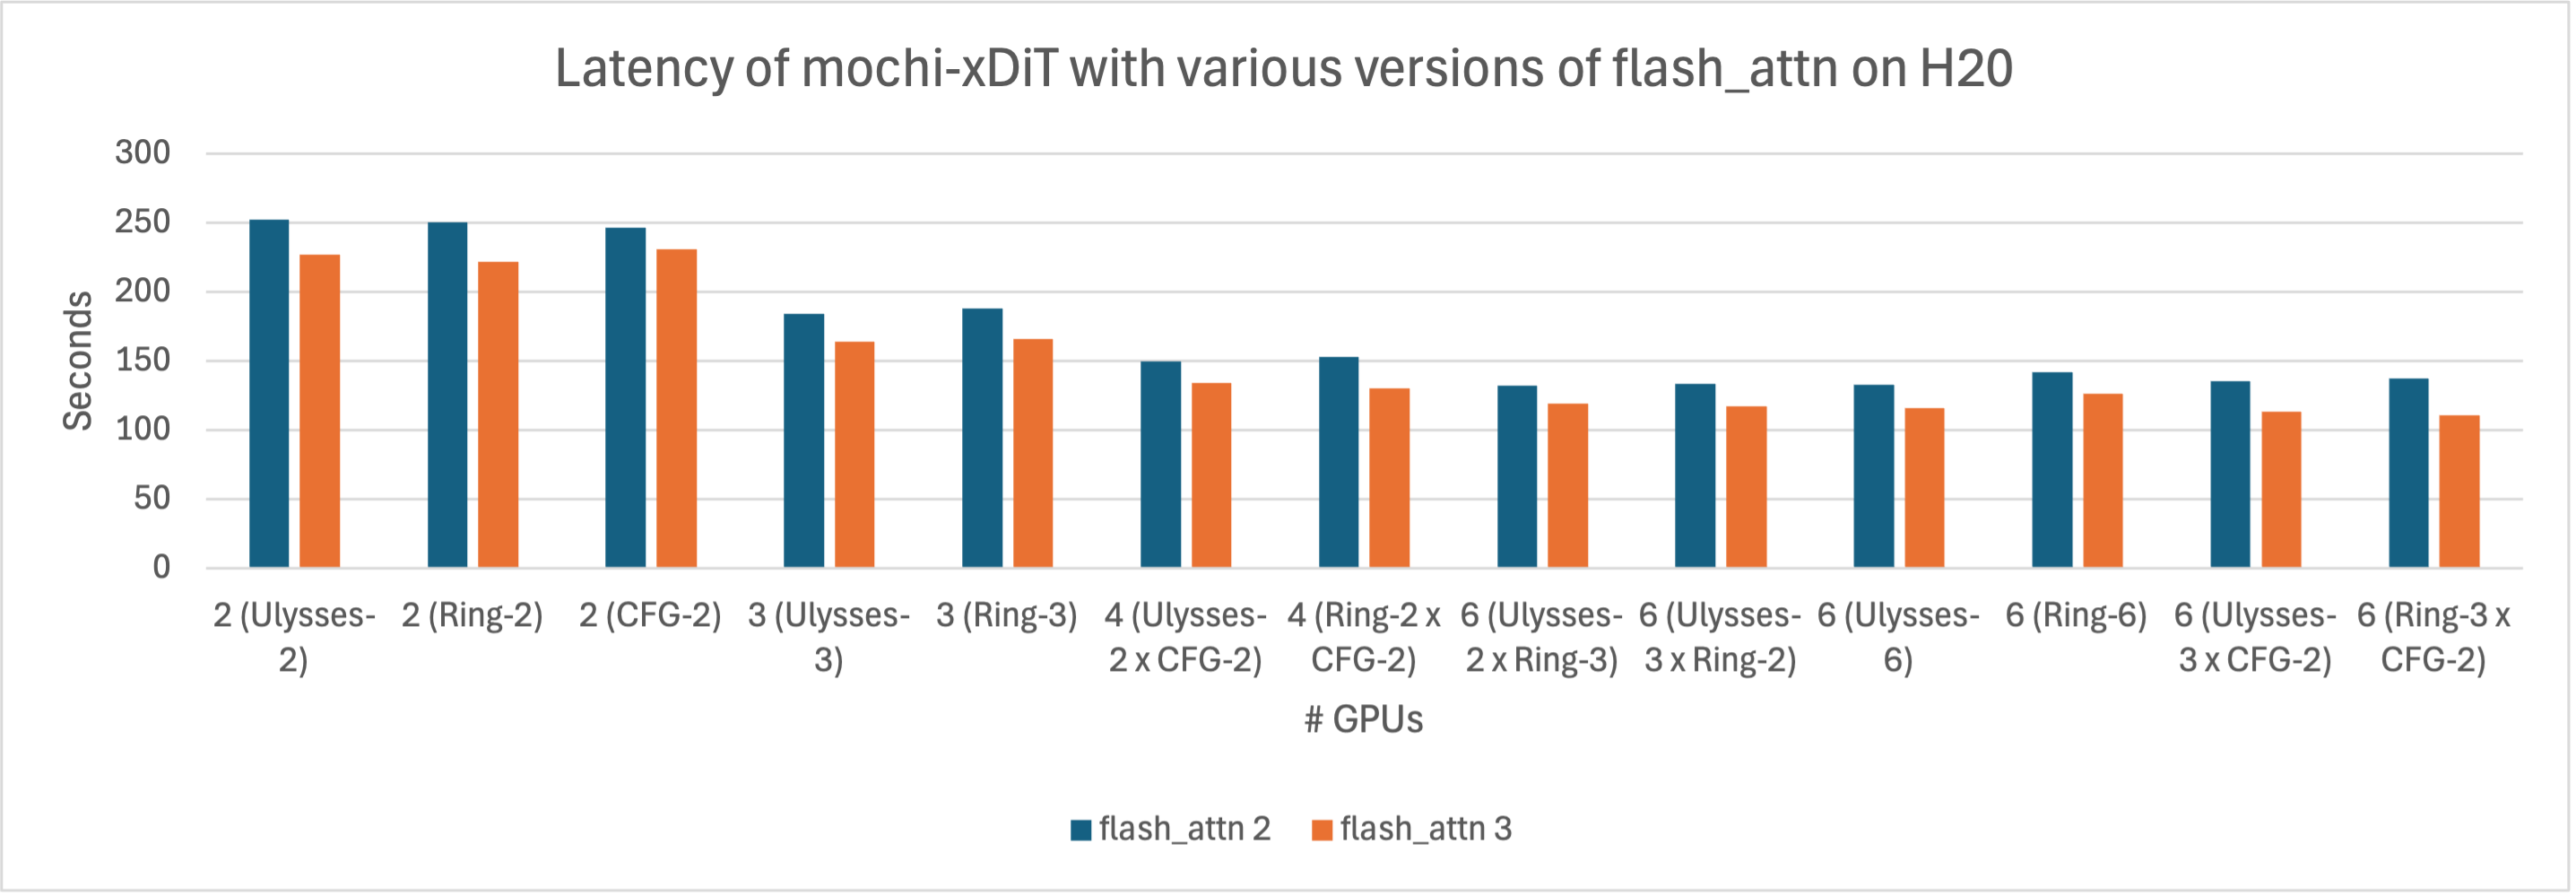 Latency of mochi-xDiT with various versions of flash_attn on H20
300
250
200
150
100
50
0
Seconds
2 (Ulysses-
2)
2 (Ring-2)
2 (CFG-2)
3 (Ulysses-
3)
3 (Ring-3)
4 (Ulysses-
2 x CFG-2)
4 (Ring-2 x
CFG-2)
6 (Ulysses-
2 x Ring-3)
6 (Ulysses-
3 x Ring-2)
6 (Ulysses-
6)
6 (Ring-6)
6 (Ulysses-
3 x CFG-2)
6 (Ring-3 x
CFG-2)
# GPUs
flash_attn 2
flash_attn 3